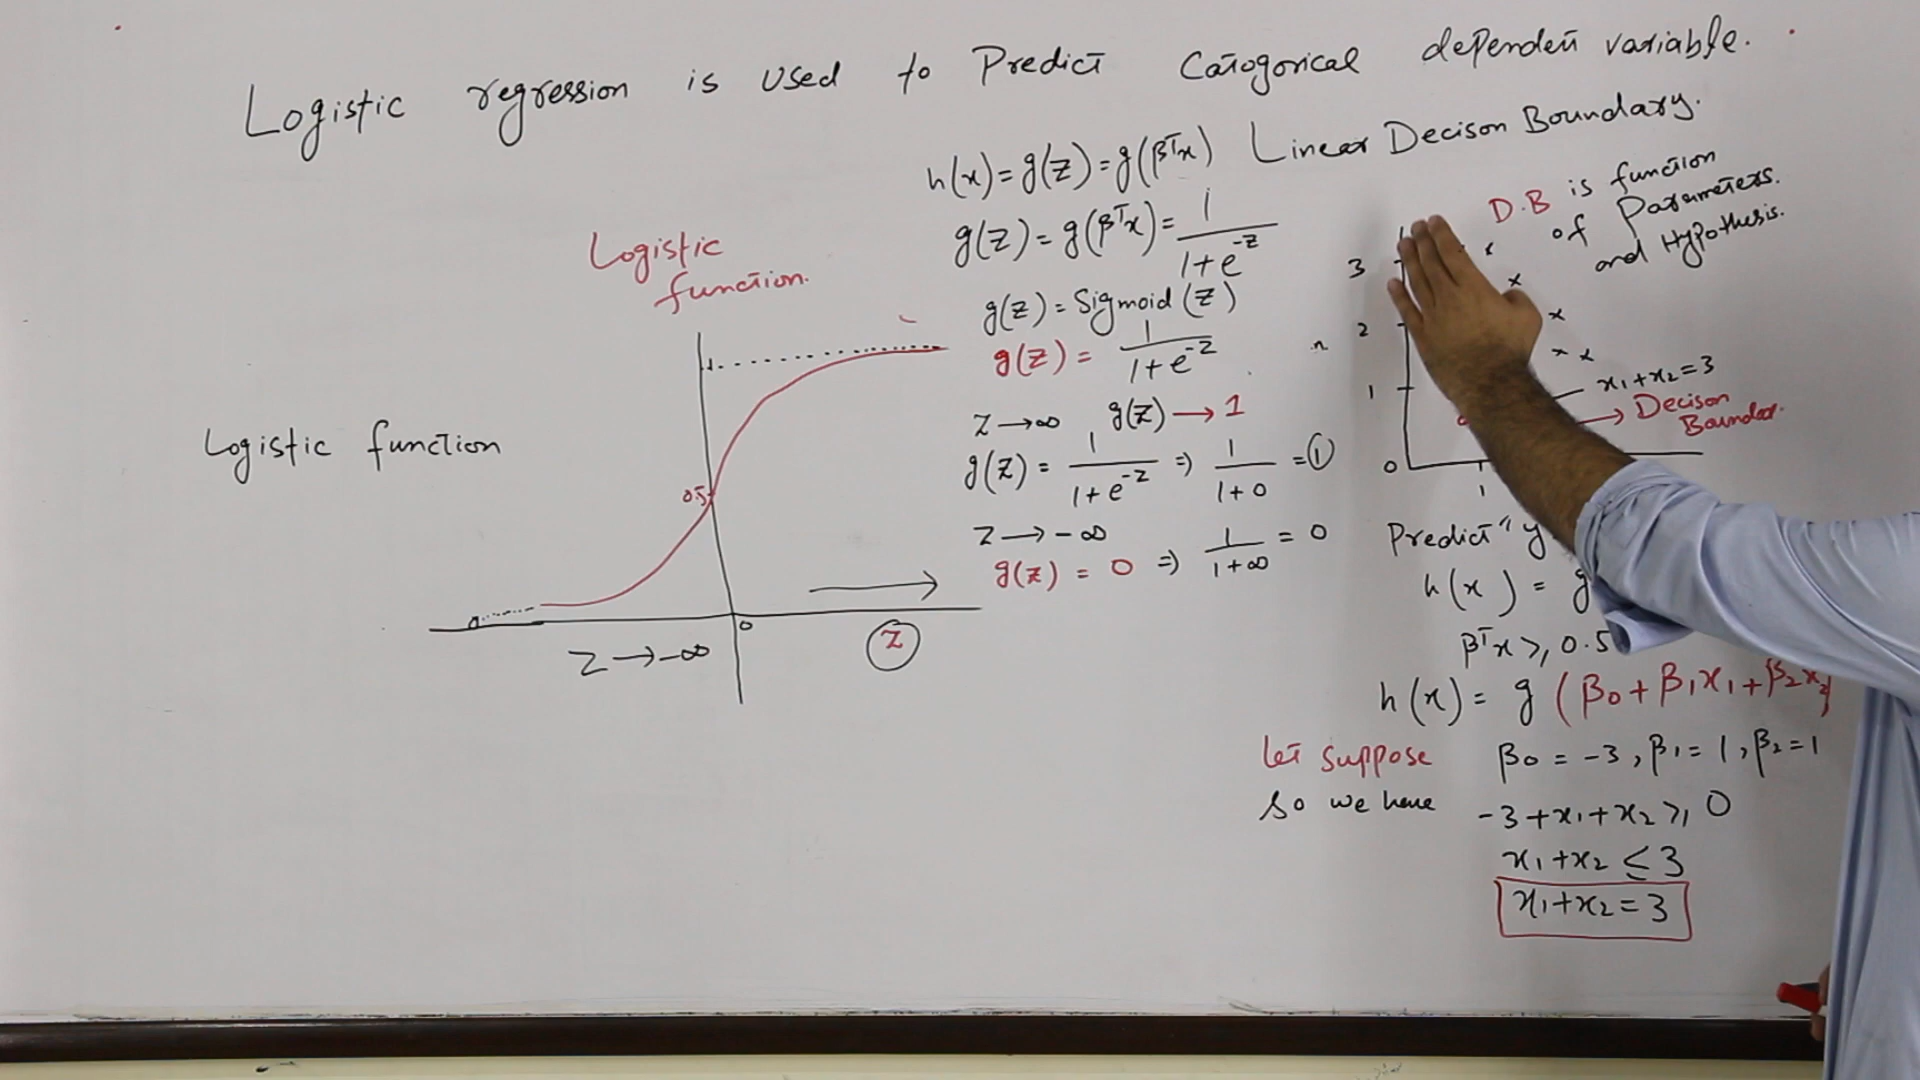 Logistic regression is used to Predict Catogorical dependent variable.
h(x) = g(z) = g(βᵀx) Linear Decison Boundary.
g(z) = g(βᵀx) = 1 / 1 + e^-z
g(z) = Sigmoid (z)
g(z) = 1 / 1 + e^-z
z → ∞ g(z) → 1
g(z) = 1 / 1 + e^-z ⇒ 1 / 1 + 0 = 1
z → -∞
g(z) = 0 ⇒ 1 / 1 + ∞ = 0
Logistic
function.
Logistic function
0.5
0
z → -∞
z
D.B is function
of Parameters.
and Hypothesis.
3
2
1
0
1
x1 + x2 = 3
→ Decison
Boundar.
Predict "y
h(x) = g
βᵀx ≥ 0.5
h(x) = g (β0 + β1x1 + β2x2)
let suppose β0 = -3, β1 = 1, β2 = 1
So we have -3 + x1 + x2 ≥ 0
x1 + x2 ≤ 3
x1 + x2 = 3